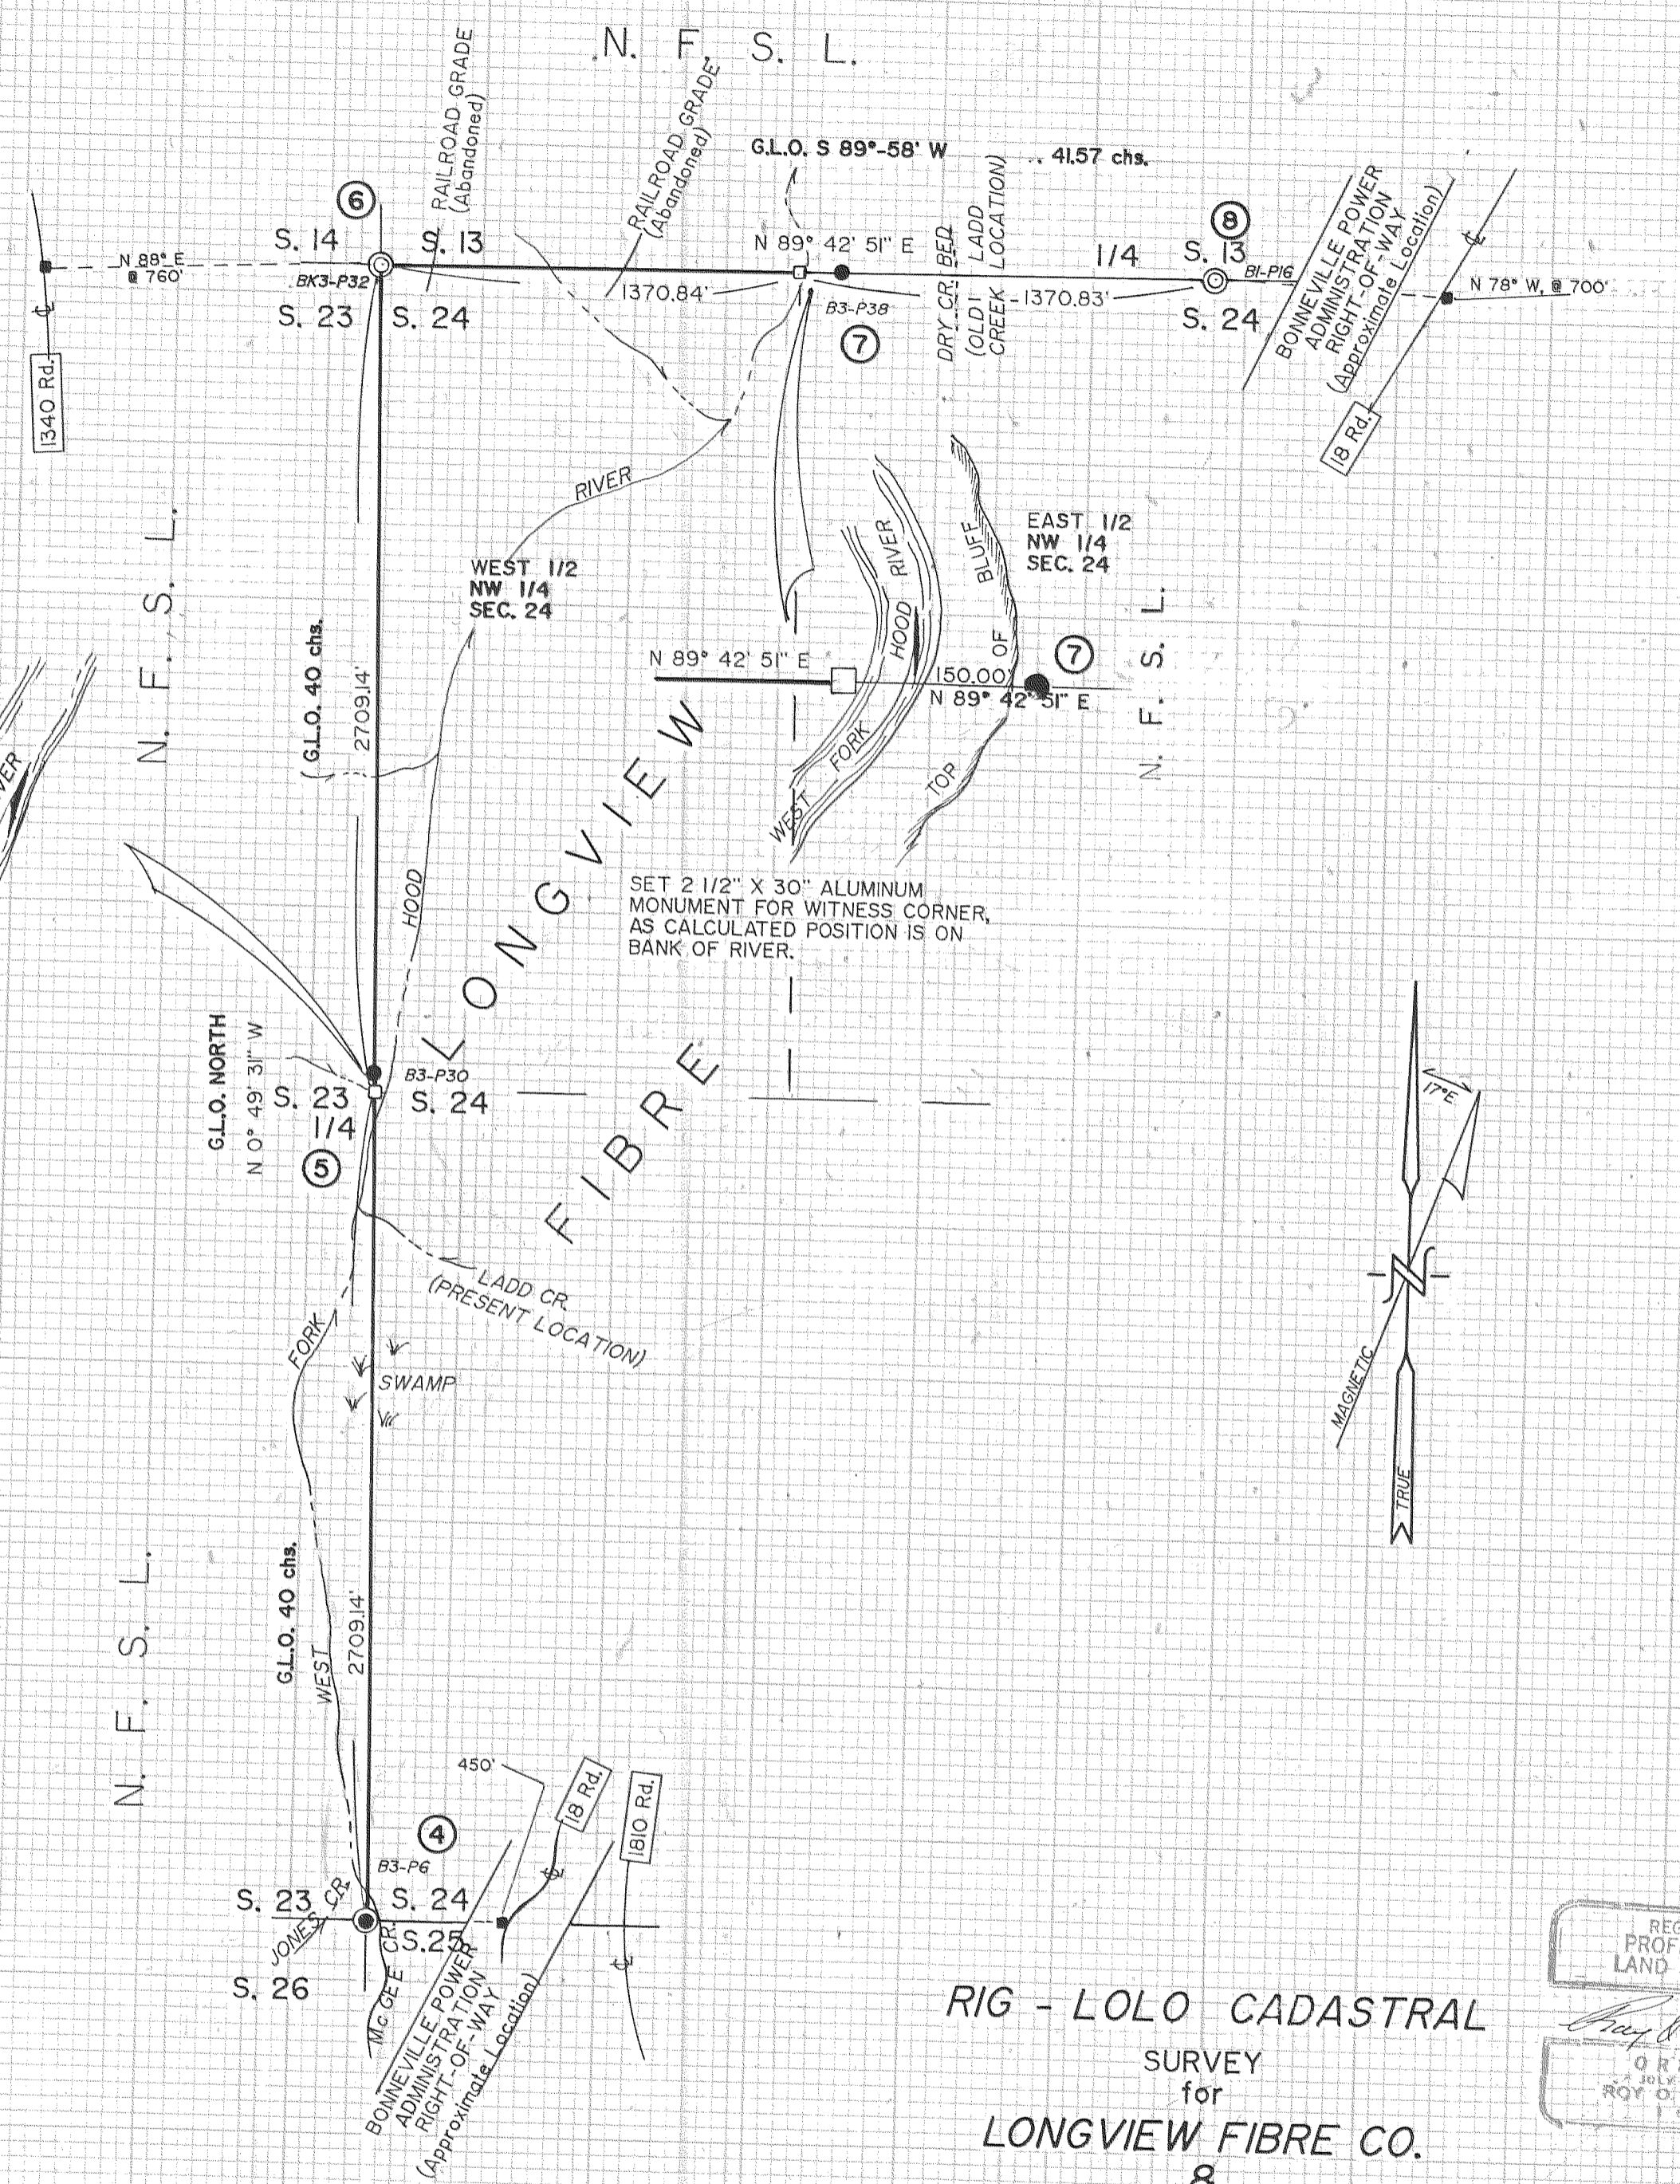 N. F. S. L.
RAILROAD GRADE
(Abandoned)
RAILROAD GRADE
(Abandoned)
G.L.O. S 89°-58' W
41.57 chs.
6
S. 14
S. 13
N 88° E
@ 760'
BK3-P32
S. 23
S. 24
1340 Rd.
N 89° 42' 51" E
1370.84'
B3-P38
7
DRY CR. BED
(OLD LADD
CREEK LOCATION)
1370.83'
1/4
8
S. 13
B1-P16
S. 24
BONNEVILLE POWER
ADMINISTRATION
RIGHT-OF-WAY
(Approximate Location)
N 78° W, @ 700'
18 Rd.
N. F. S. L.
RIVER
WEST 1/2
NW 1/4
SEC. 24
G.L.O. 40 chs.
2709.14'
EAST 1/2
NW 1/4
SEC. 24
WEST FORK HOOD RIVER
TOP OF BLUFF
N. F. S. L.
N 89° 42' 51" E
150.00'
N 89° 42' 51" E
7
SET 2 1/2" X 30" ALUMINUM
MONUMENT FOR WITNESS CORNER,
AS CALCULATED POSITION IS ON
BANK OF RIVER.
HOOD
LONGVIEW
FIBRE
G.L.O. NORTH
N 0° 49' 31" W
S. 23
1/4
B3-P30
S. 24
5
17°E
MAGNETIC
TRUE
LADD CR.
(PRESENT LOCATION)
FORK
SWAMP
N. F. S. L.
G.L.O. 40 chs.
WEST
2709.14'
450'
18 Rd.
1810 Rd.
4
B3-P6
S. 23
S. 24
JONES CR.
S. 25
S. 26
McGEE CR.
BONNEVILLE POWER
ADMINISTRATION
RIGHT-OF-WAY
(Approximate Location)
RIG - LOLO CADASTRAL
SURVEY
for
LONGVIEW FIBRE CO.
REG
PROF
LAND
OR
JULY
ROY O.